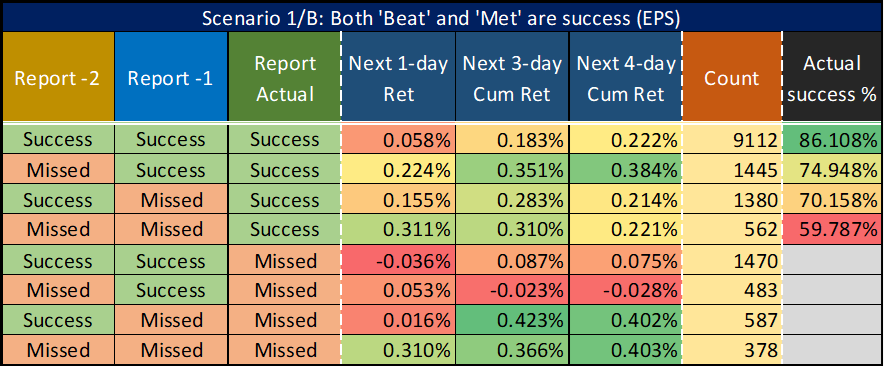 Scenario 1/B: Both 'Beat' and 'Met' are success (EPS)
Report -2 Report -1 Report Actual Next 1-day Ret Next 3-day Cum Ret Next 4-day Cum Ret Count Actual success %
Success Success Success 0.058% 0.183% 0.222% 9112 86.108%
Missed Success Success 0.224% 0.351% 0.384% 1445 74.948%
Success Missed Success 0.155% 0.283% 0.214% 1380 70.158%
Missed Missed Success 0.311% 0.310% 0.221% 562 59.787%
Success Success Missed -0.036% 0.087% 0.075% 1470
Missed Success Missed 0.053% -0.023% -0.028% 483
Success Missed Missed 0.016% 0.423% 0.402% 587
Missed Missed Missed 0.310% 0.366% 0.403% 378